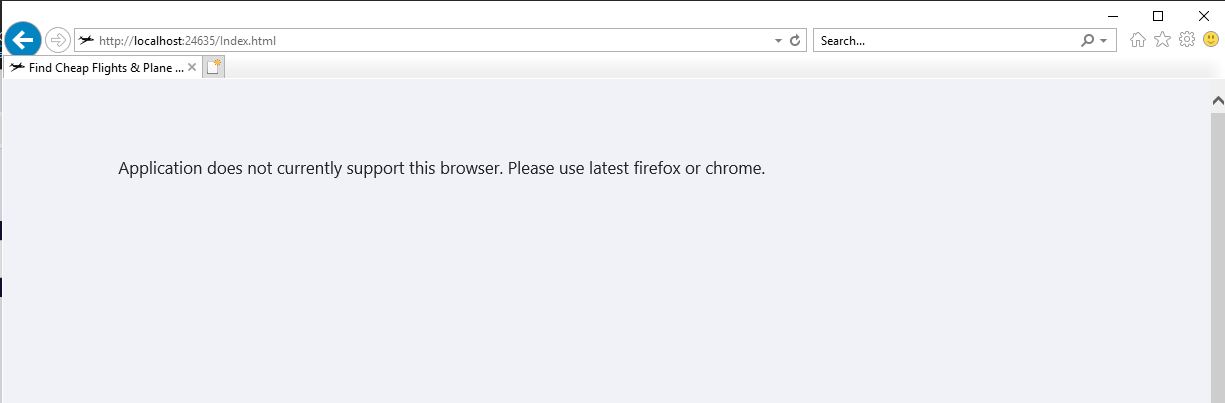 http://localhost:24635/Index.html
Search...
Find Cheap Flights & Plane ...
Application does not currently support this browser. Please use latest firefox or chrome.